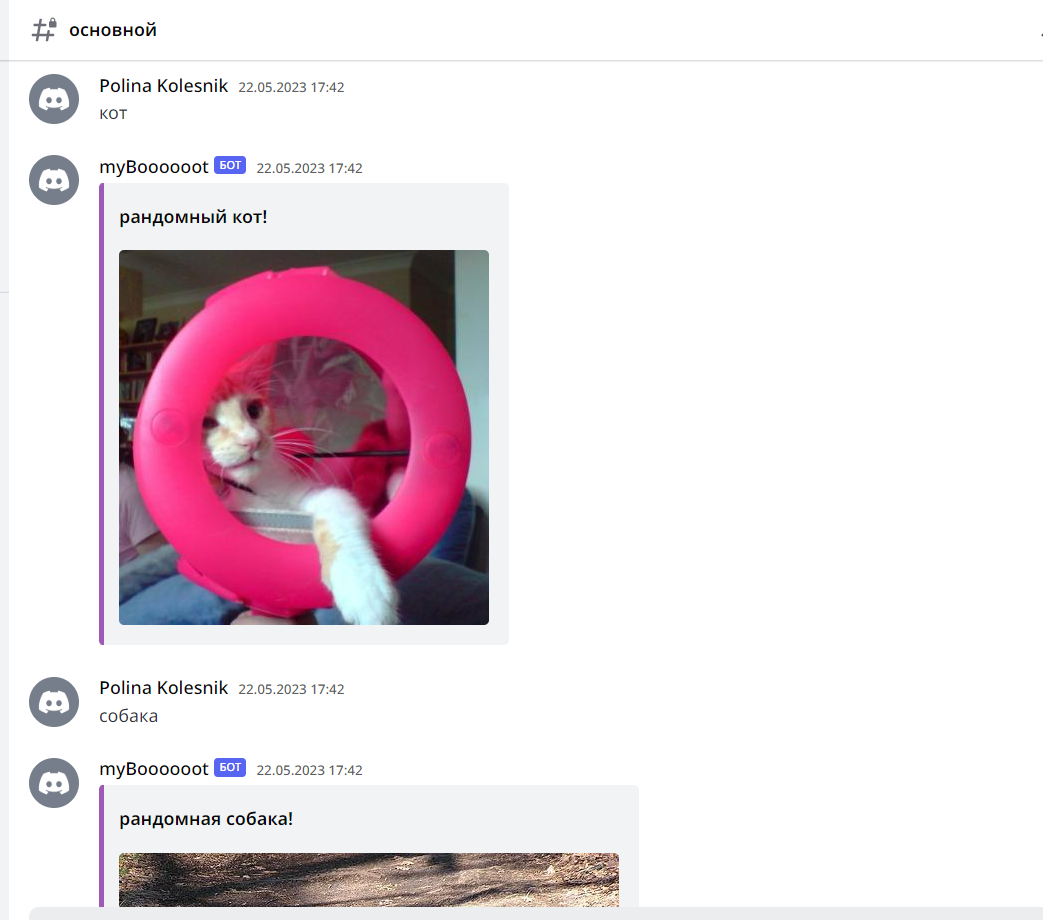 основной
Polina Kolesnik 22.05.2023 17:42
кот
myBoooooot БОТ 22.05.2023 17:42
рандомный кот!
Polina Kolesnik 22.05.2023 17:42
собака
myBoooooot БОТ 22.05.2023 17:42
рандомная собака!